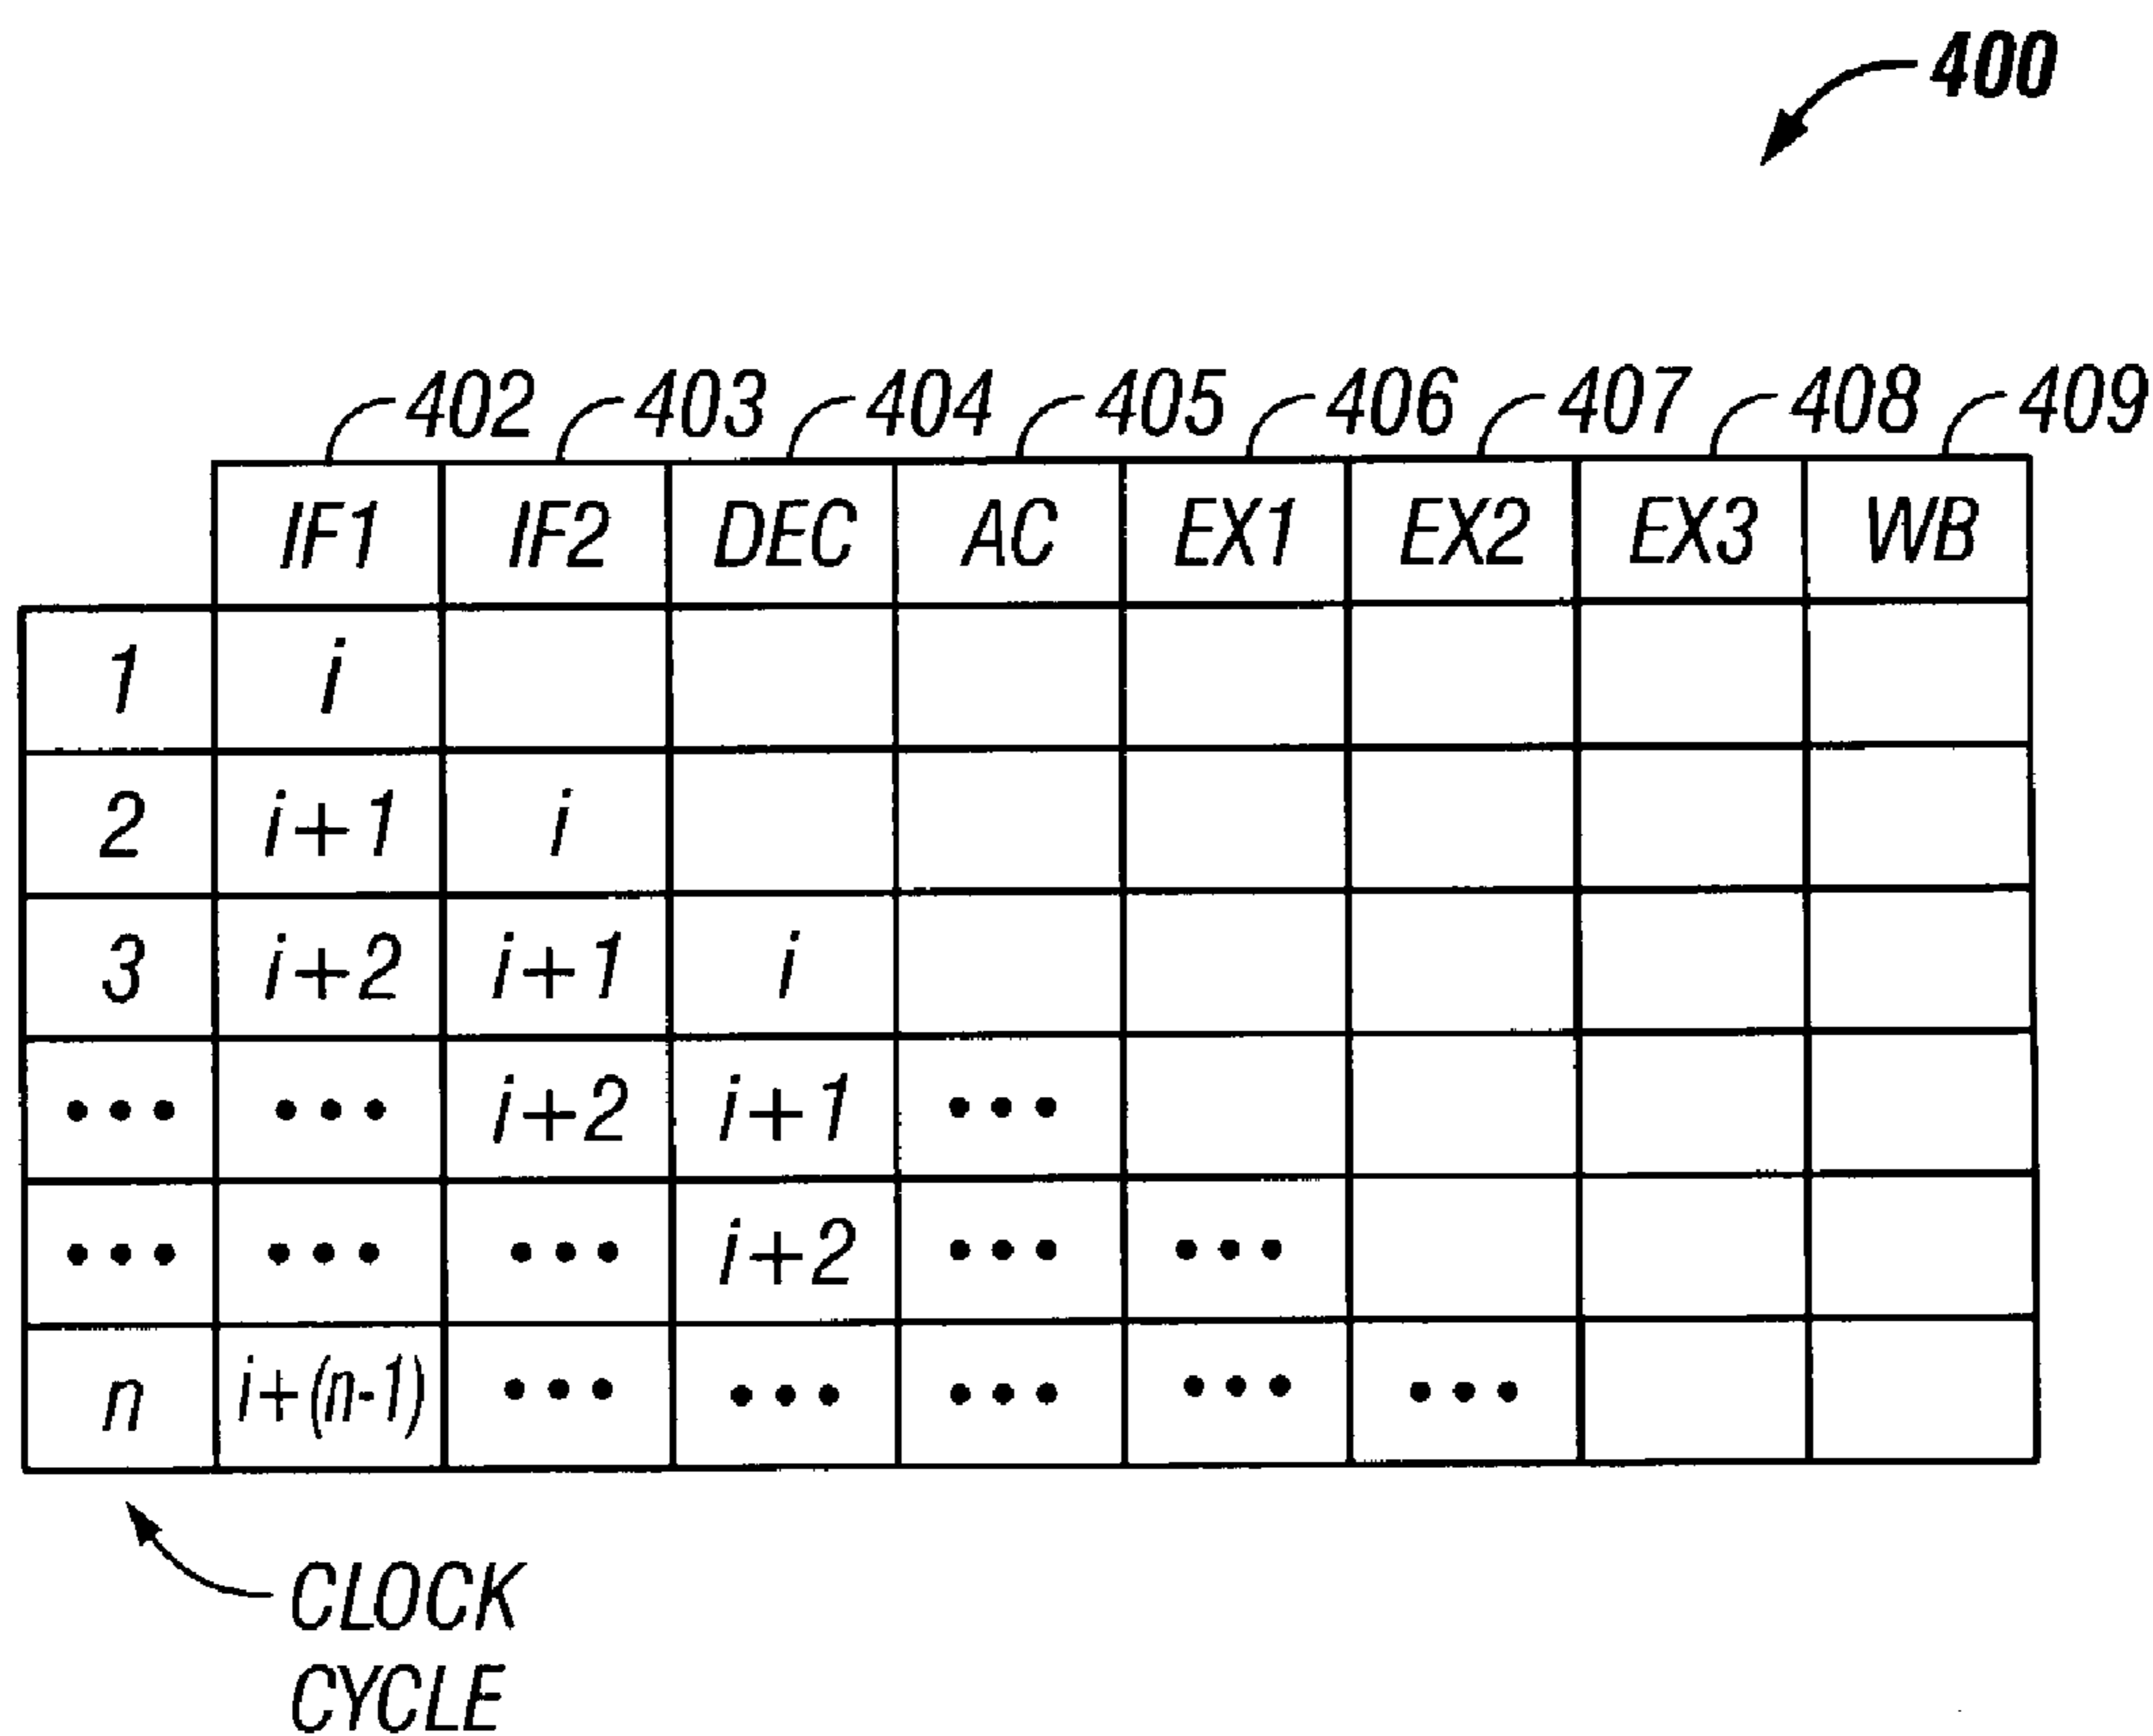 400
402 403 404 405 406 407 408 409
IF1 IF2 DEC AC EX1 EX2 EX3 WB
1 i
2 i+1 i
3 i+2 i+1 i
••• ••• i+2 i+1 •••
••• ••• ••• i+2 ••• •••
n i+(n-1) ••• ••• ••• ••• •••
CLOCK
CYCLE